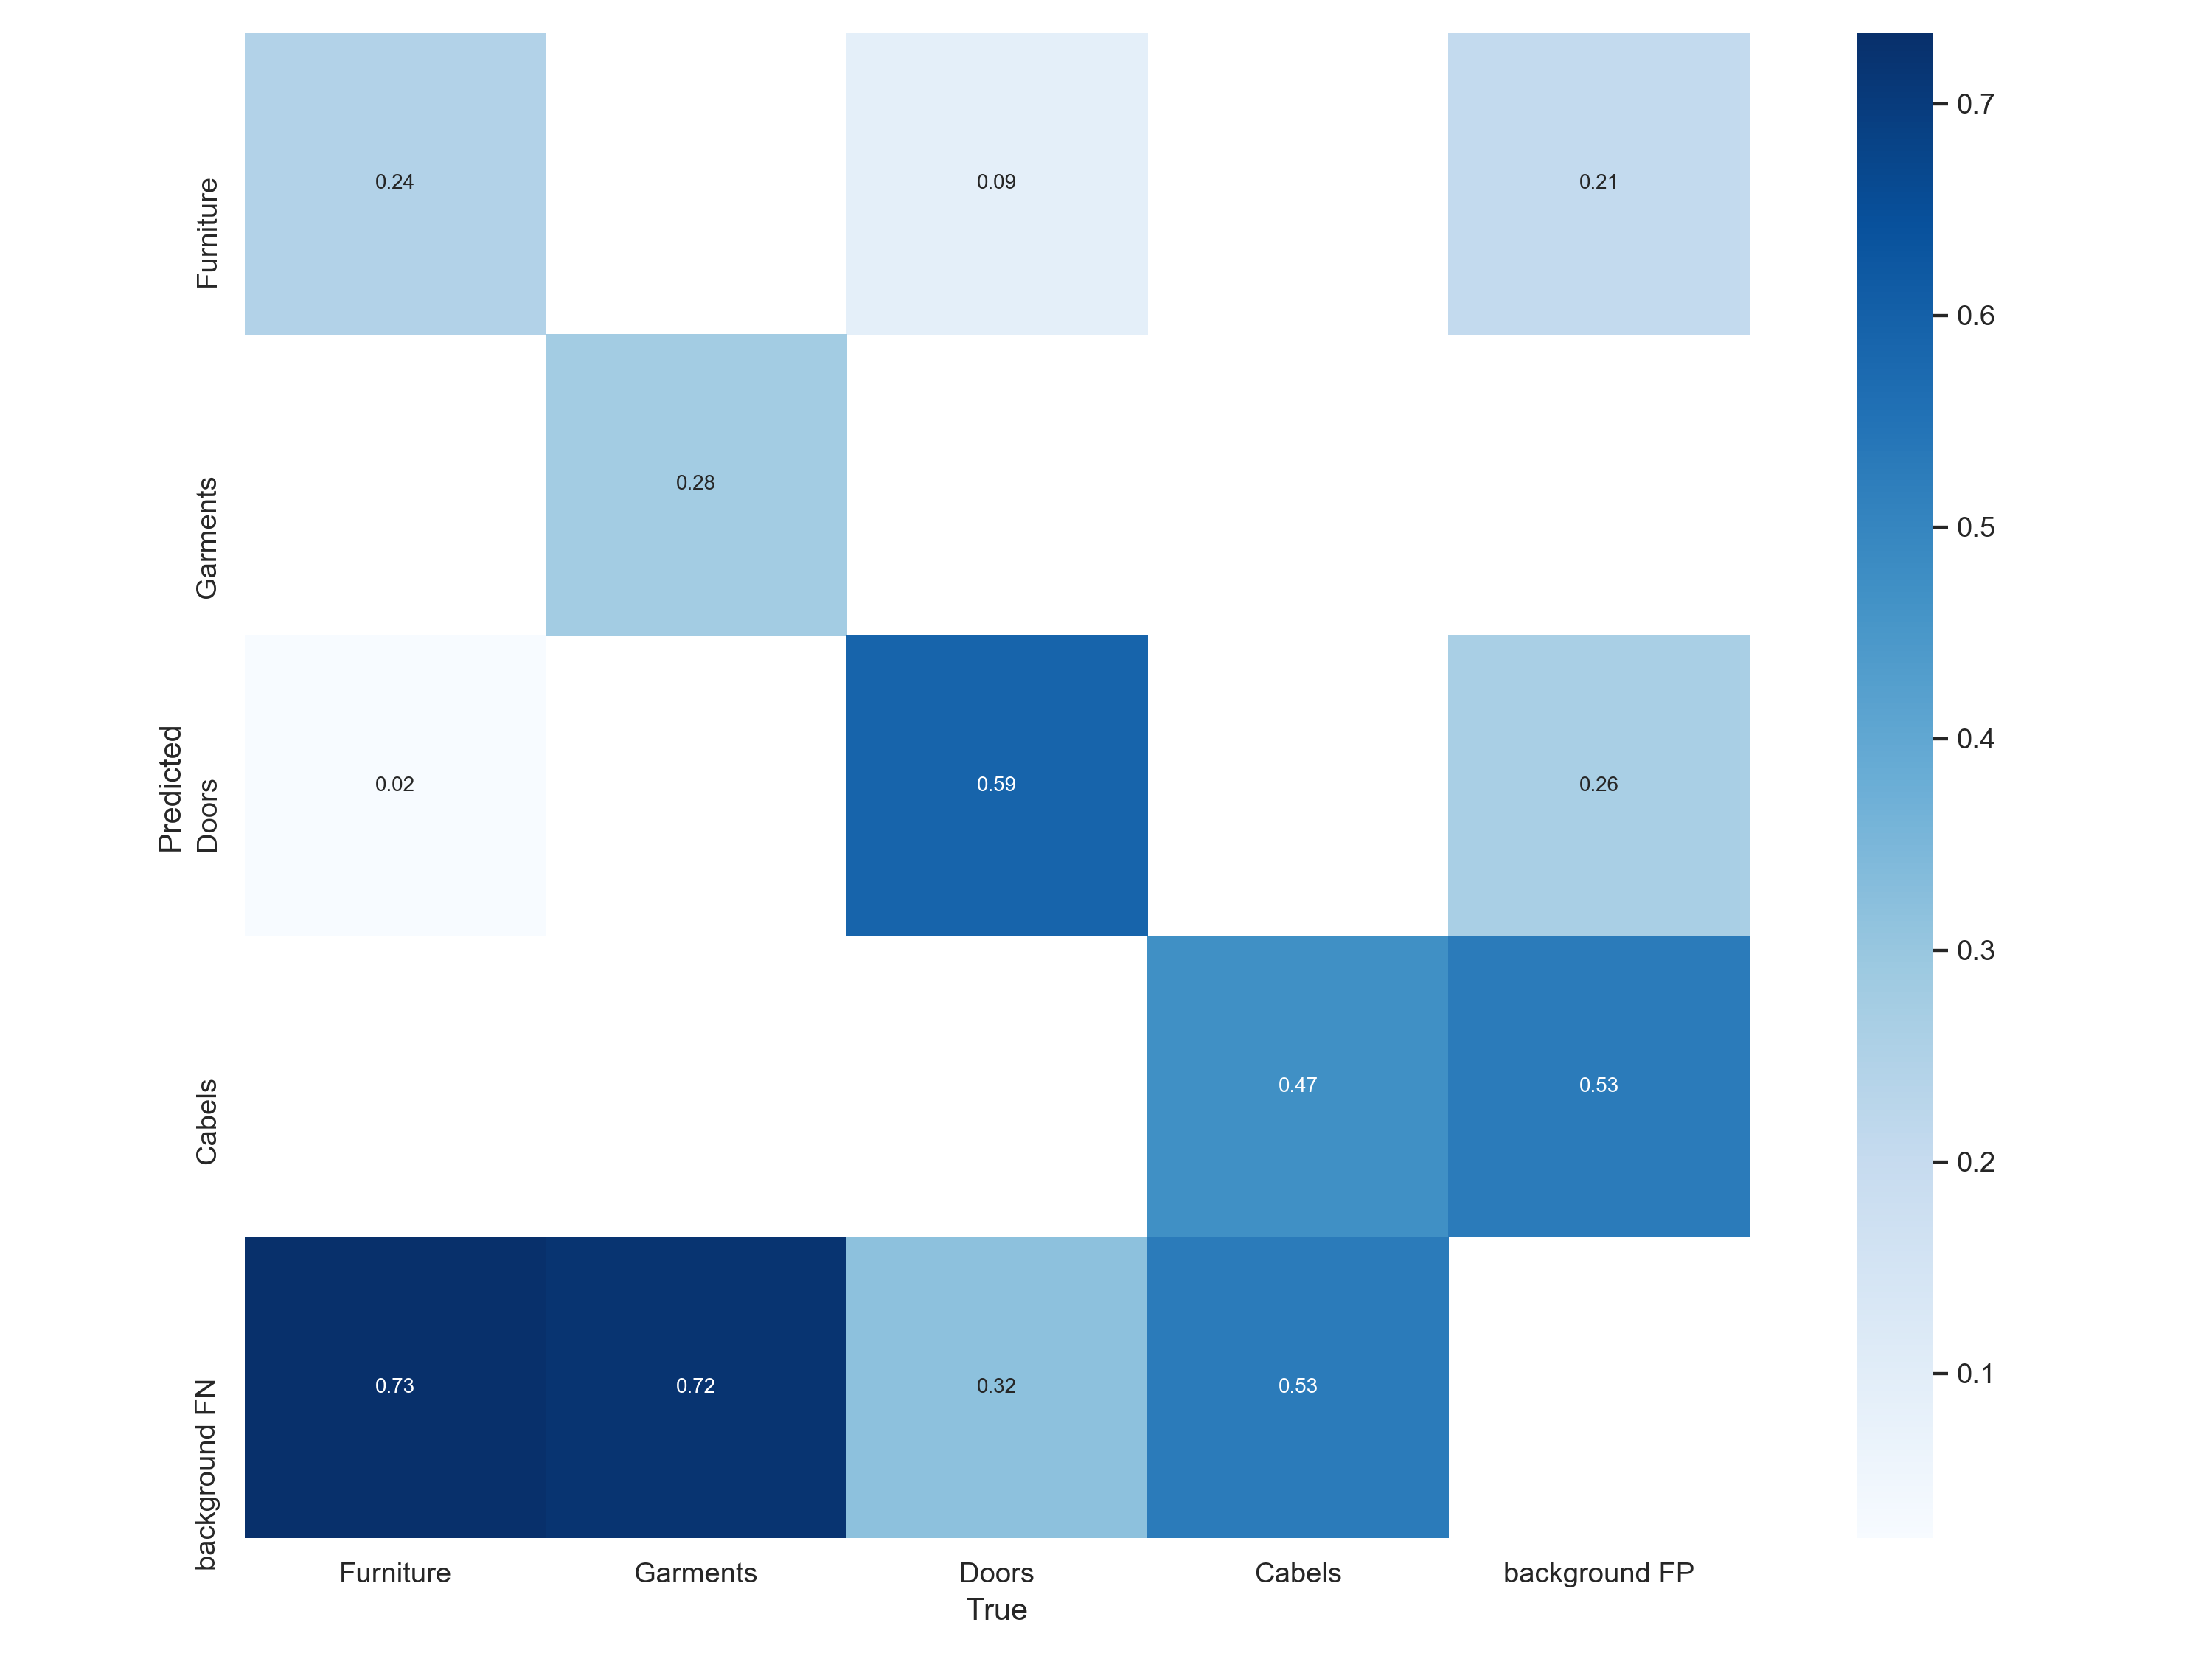 0.24 0.09 0.21
0.28
0.02 0.59 0.26
0.47 0.53
0.73 0.72 0.32 0.53
Furniture
Garments
Doors
Cabels
background FN
Predicted
Furniture Garments Doors Cabels background FP
True
0.7
0.6
0.5
0.4
0.3
0.2
0.1